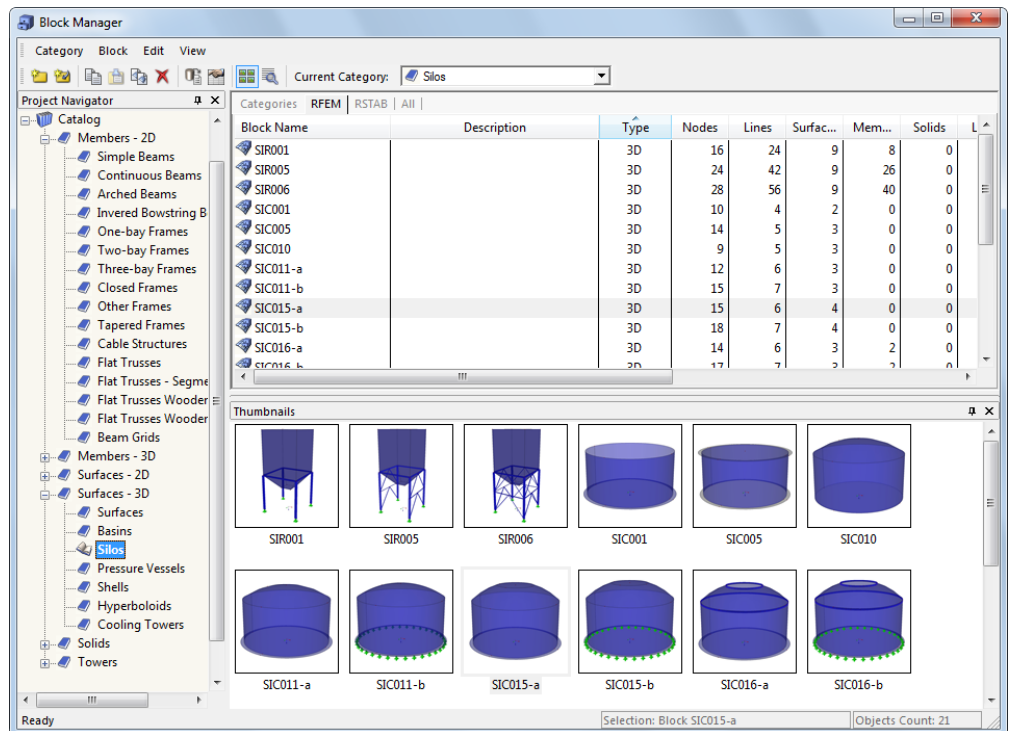 Block Manager
Category Block Edit View
Current Category: Silos
Project Navigator
Catalog
Members - 2D
Simple Beams
Continuous Beams
Arched Beams
Invered Bowstring B
One-bay Frames
Two-bay Frames
Three-bay Frames
Closed Frames
Other Frames
Tapered Frames
Cable Structures
Flat Trusses
Flat Trusses - Segme
Flat Trusses Wooder
Flat Trusses Wooder
Beam Grids
Members - 3D
Surfaces - 2D
Surfaces - 3D
Surfaces
Basins
Silos
Pressure Vessels
Shells
Hyperboloids
Cooling Towers
Solids
Towers
Categories RFEM RSTAB All
Block Name Description Type Nodes Lines Surfac... Mem... Solids L
SIR001 3D 16 24 9 8 0
SIR005 3D 24 42 9 26 0
SIR006 3D 28 56 9 40 0
SIC001 3D 10 4 2 0 0
SIC005 3D 14 5 3 0 0
SIC010 3D 9 5 3 0 0
SIC011-a 3D 12 6 3 0 0
SIC011-b 3D 15 7 3 0 0
SIC015-a 3D 15 6 4 0 0
SIC015-b 3D 18 7 4 0 0
SIC016-a 3D 14 6 3 2 0
SIC016-b 3D 17 7 3 2 0
Thumbnails
SIR001 SIR005 SIR006 SIC001 SIC005 SIC010
SIC011-a SIC011-b SIC015-a SIC015-b SIC016-a SIC016-b
Ready Selection: Block SIC015-a Objects Count: 21